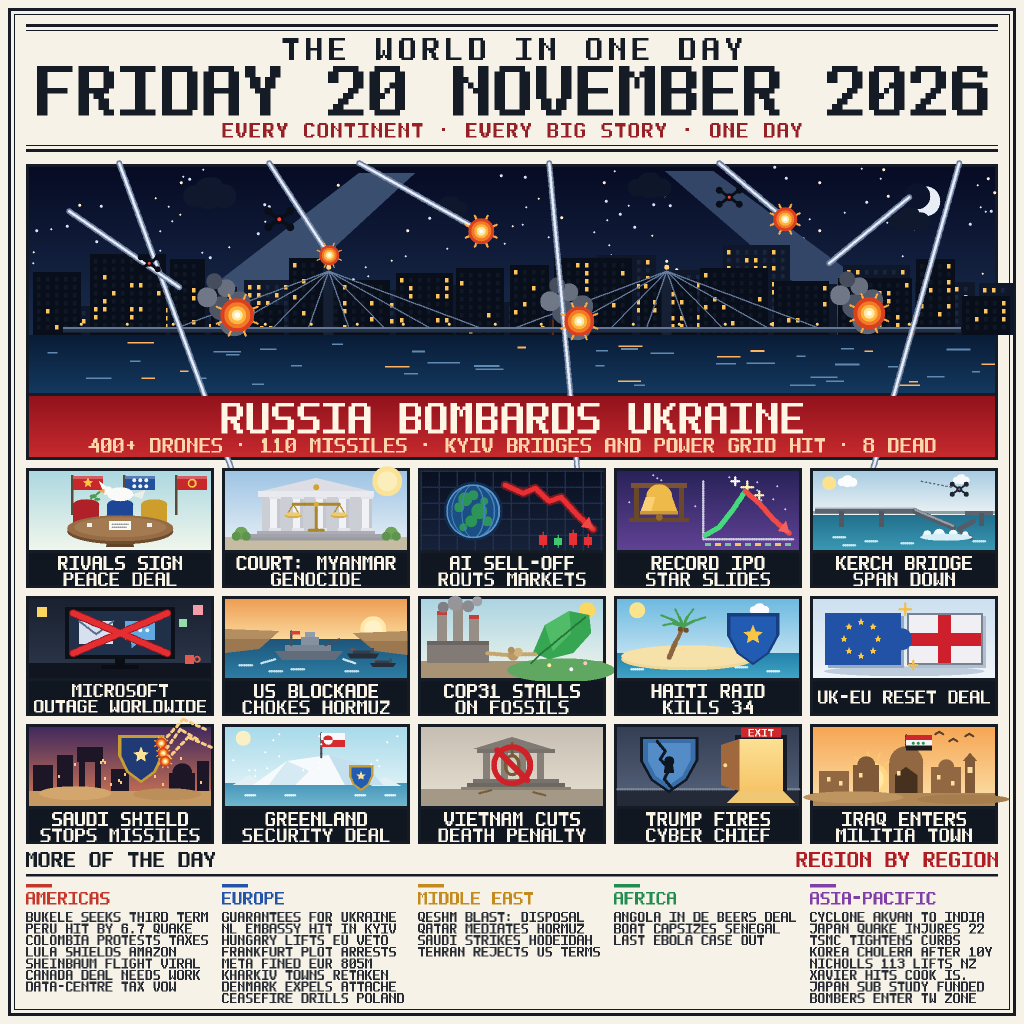 THE WORLD IN ONE DAY
FRIDAY 20 NOVEMBER 2026
EVERY CONTINENT · EVERY BIG STORY · ONE DAY
RUSSIA BOMBARDS UKRAINE
400+ DRONES · 110 MISSILES · KYIV BRIDGES AND POWER GRID HIT · 8 DEAD
RIVALS SIGN
PEACE DEAL
COURT: MYANMAR
GENOCIDE
AI SELL-OFF
ROUTS MARKETS
RECORD IPO
STAR SLIDES
KERCH BRIDGE
SPAN DOWN
MICROSOFT
OUTAGE WORLDWIDE
US BLOCKADE
CHOKES HORMUZ
COP31 STALLS
ON FOSSILS
HAITI RAID
KILLS 34
UK-EU RESET DEAL
SAUDI SHIELD
STOPS MISSILES
GREENLAND
SECURITY DEAL
VIETNAM CUTS
DEATH PENALTY
EXIT
TRUMP FIRES
CYBER CHIEF
IRAQ ENTERS
MILITIA TOWN
MORE OF THE DAY
REGION BY REGION
AMERICAS
BUKELE SEEKS THIRD TERM
PERU HIT BY 6.7 QUAKE
COLOMBIA PROTESTS TAXES
LULA SHIELDS AMAZON
SHEINBAUM FLIGHT VIRAL
CANADA DEAL NEEDS WORK
DATA-CENTRE TAX VOW
EUROPE
GUARANTEES FOR UKRAINE
NL EMBASSY HIT IN KYIV
HUNGARY LIFTS EU VETO
FRANKFURT PLOT ARRESTS
META FINED EUR 805M
KHARKIV TOWNS RETAKEN
DENMARK EXPELS ATTACHE
CEASEFIRE DRILLS POLAND
MIDDLE EAST
QESHM BLAST: DISPOSAL
QATAR MEDIATES HORMUZ
SAUDI STRIKES HODEIDAH
TEHRAN REJECTS US TERMS
AFRICA
ANGOLA IN DE BEERS DEAL
BOAT CAPSIZES SENEGAL
LAST EBOLA CASE OUT
ASIA-PACIFIC
CYCLONE AKVAN TO INDIA
JAPAN QUAKE INJURES 22
TSMC TIGHTENS CURBS
KOREA CHOLERA AFTER 10Y
NICHOLLS 113 LIFTS NZ
XAVIER HITS COOK IS.
JAPAN SUB STUDY FUNDED
BOMBERS ENTER TW ZONE